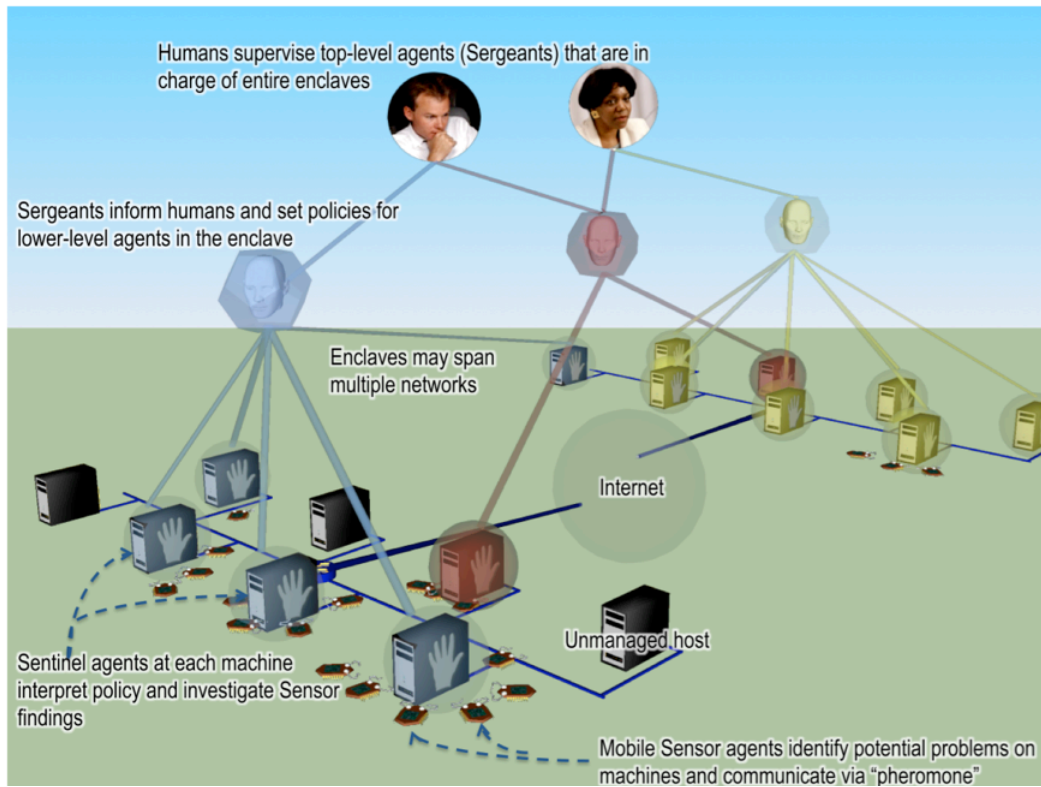 Humans supervise top-level agents (Sergeants) that are in
charge of entire enclaves
Sergeants inform humans and set policies for
lower-level agents in the enclave
Enclaves may span
multiple networks
Internet
Unmanaged host
Sentinel agents at each machine
interpret policy and investigate Sensor
findings
Mobile Sensor agents identify potential problems on
machines and communicate via “pheromone”